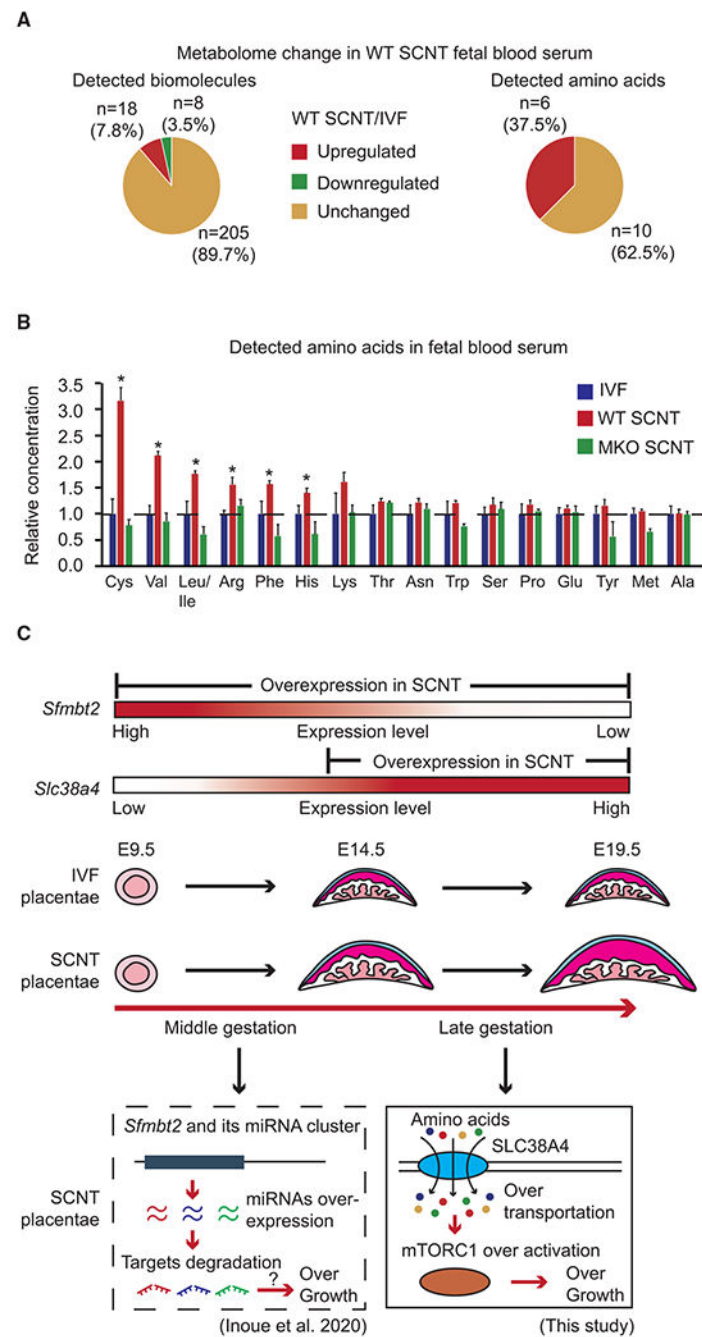 A
Metabolome change in WT SCNT fetal blood serum
Detected biomolecules
n=18
(7.8%)
n=8
(3.5%)
n=205
(89.7%)
WT SCNT/IVF
Upregulated
Downregulated
Unchanged
Detected amino acids
n=6
(37.5%)
n=10
(62.5%)
B
Detected amino acids in fetal blood serum
Relative concentration
3.5
3.0
2.5
2.0
1.5
1.0
0.5
0.0
* * * * * *
IVF
WT SCNT
MKO SCNT
Cys Val Leu/ Arg Phe His Lys Thr Asn Trp Ser Pro Glu Tyr Met Ala
Ile
C
Overexpression in SCNT
Sfmbt2
High Expression level Low
Overexpression in SCNT
Slc38a4
Low Expression level High
E9.5 E14.5 E19.5
IVF
placentae
SCNT
placentae
Middle gestation Late gestation
SCNT
placentae
Sfmbt2 and its miRNA cluster
miRNAs over-
expression
Targets degradation
?
Over
Growth
(Inoue et al. 2020)
Amino acids
SLC38A4
Over
transportation
mTORC1 over activation
Over
Growth
(This study)